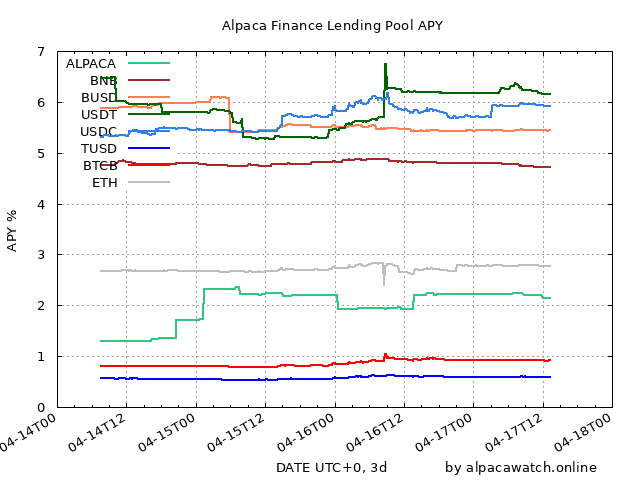 Alpaca Finance Lending Pool APY
7
6
5
4
3
2
1
0
APY %
ALPACA
BNB
BUSD
USDT
USDC
TUSD
BTCB
ETH
04-14T00
04-14T12
04-15T00
04-15T12
04-16T00
04-16T12
04-17T00
04-17T12
04-18T00
DATE UTC+0, 3d
by alpacawatch.online